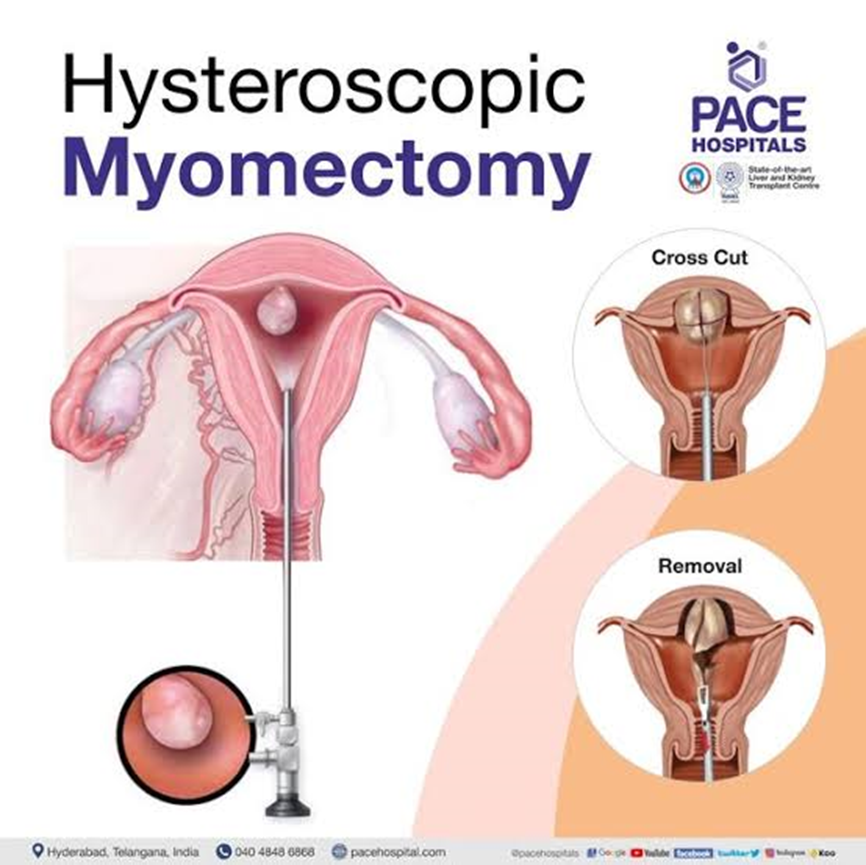 Hysteroscopic
Myomectomy
PACE
HOSPITALS
State-of-the-art
Liver and Kidney
Transplant Centre
Cross Cut
Removal
Hyderabad, Telangana, India 040 4848 6868 pacehospital.com @pacehospitals Google YouTube facebook twitter Instagram Koo